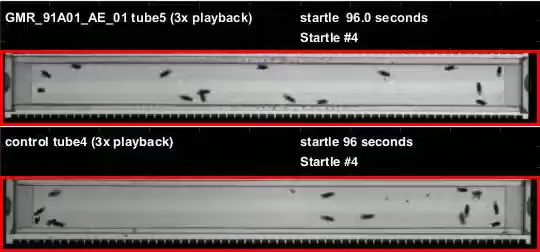 GMR_91A01_AE_01 tube5 (3x playback)
startle 96.0 seconds
Startle #4
control tube4 (3x playback)
startle 96 seconds
Startle #4